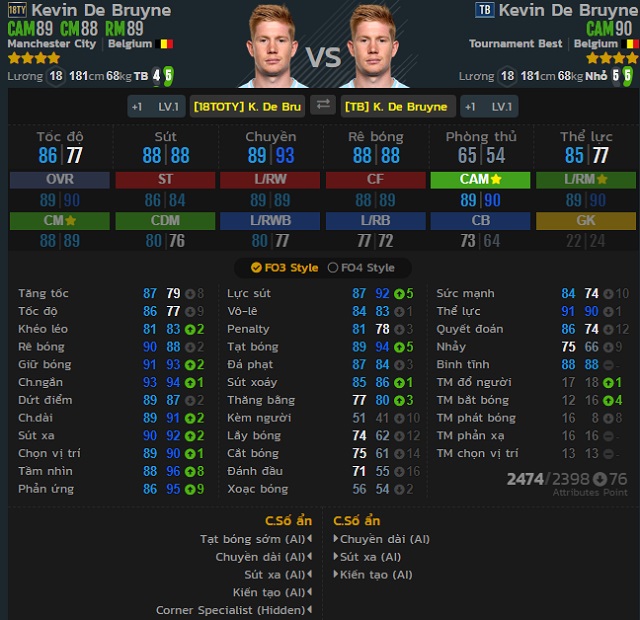 18TY Kevin De Bruyne
CAM89 CM88 RM89
Manchester City | Belgium
Lương 18 181cm 68kg TB 4 5
VS
TB Kevin De Bruyne
CAM90
Tournament Best | Belgium
Lương 18 181cm 68kg Nhỏ 5 5
+1 LV.1 [18TOTY] K. De Bru [TB] K. De Bruyne +1 LV.1
Tốc độ Sút Chuyền Rê bóng Phòng thủ Thể lực
86|77 88|88 89|93 88|88 65|54 85|77
OVR ST L/RW CF CAM L/RM
89|90 86|84 89|89 88|89 89|90 89|90
CM CDM L/RWB L/RB CB GK
88|89 80|76 80|77 77|72 73|64 22|24
FO3 Style FO4 Style
Tăng tốc 87 79 8
Tốc độ 86 77 9
Khéo léo 81 83 2
Rê bóng 90 88 2
Giữ bóng 91 93 2
Ch.ngắn 93 94 1
Dứt điểm 89 87 2
Ch.dài 89 91 2
Sút xa 90 92 2
Chọn vị trí 89 90 1
Tầm nhìn 88 96 8
Phản ứng 86 95 9
Lực sút 87 92 5
Vô-lê 84 83 1
Penalty 81 78 3
Tạt bóng 89 94 5
Đá phạt 87 84 3
Sút xoáy 85 86 1
Thăng bằng 77 80 3
Kèm người 51 41 10
Lấy bóng 74 62 12
Cắt bóng 75 61 14
Đánh đầu 71 55 16
Xoạc bóng 56 54 2
Sức mạnh 84 74 10
Thể lực 91 90 1
Quyết đoán 86 74 12
Nhảy 75 66 9
Bình tĩnh 88 88
TM đổ người 17 18 1
TM bắt bóng 12 16 4
TM phát bóng 16 8 8
TM phản xạ 16 16
TM chọn vị trí 13 13
2474/2398 76
Attributes Point
C.Số ẩn
Tạt bóng sớm (AI)
Chuyền dài (AI)
Sút xa (AI)
Kiến tạo (AI)
Corner Specialist (Hidden)
C.Số ẩn
Chuyền dài (AI)
Sút xa (AI)
Kiến tạo (AI)